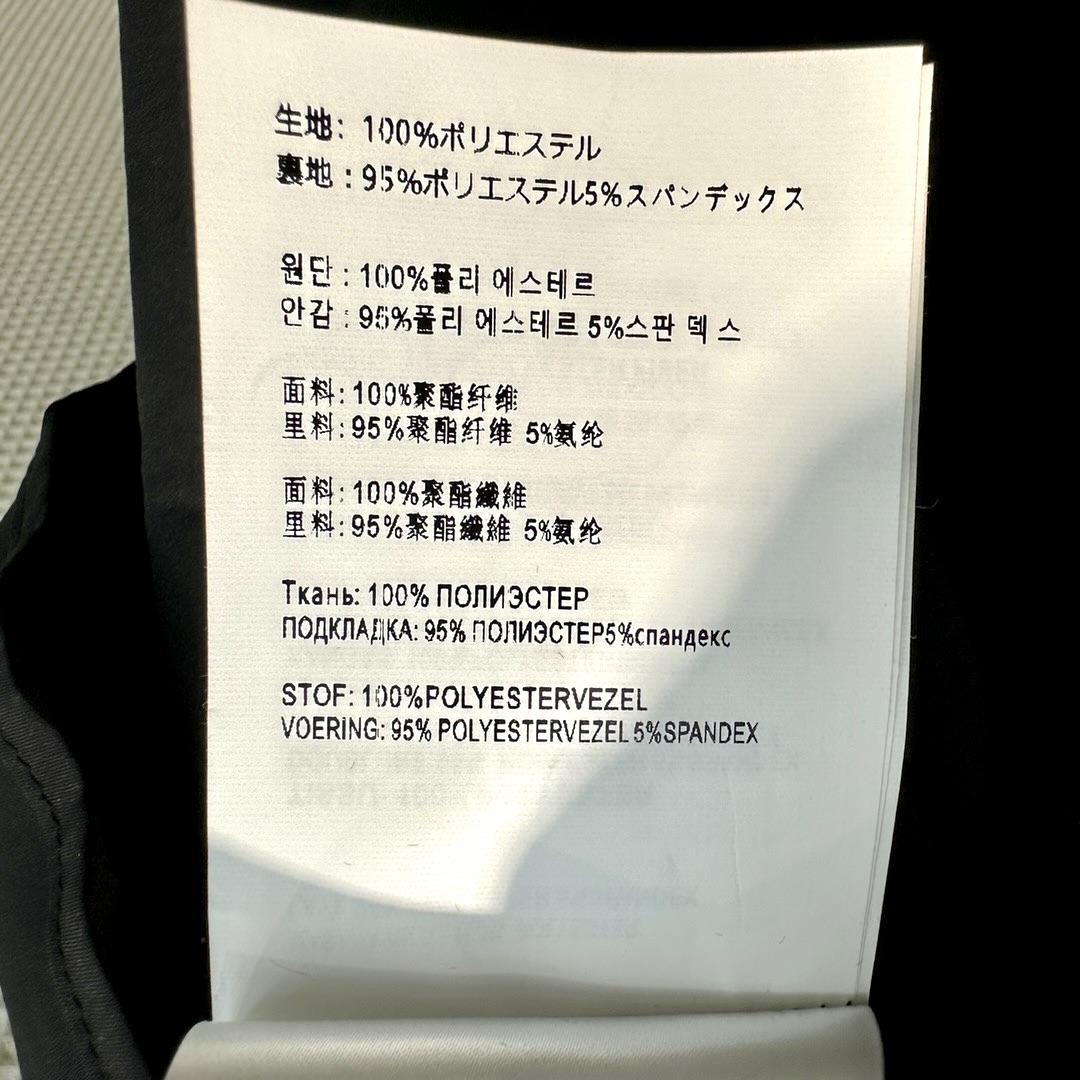 生地: 100%ポリエステル
裏地 : 95%ポリエステル5%スパンデックス
원단 : 100%폴리 에스테르
안감 : 95%폴리 에스테르 5%스판 덱 스
面料: 100%聚酯纤维
里料: 95%聚酯纤维 5%氨纶
面料: 100%聚酯纖維
里料: 95%聚酯纖維 5%氨纶
Ткань: 100% ПОЛИЭСТЕР
ПОДКЛАДКА: 95% ПОЛИЭСТЕР5%спандекс
STOF: 100%POLYESTERVEZEL
VOERING: 95% POLYESTERVEZEL 5%SPANDEX